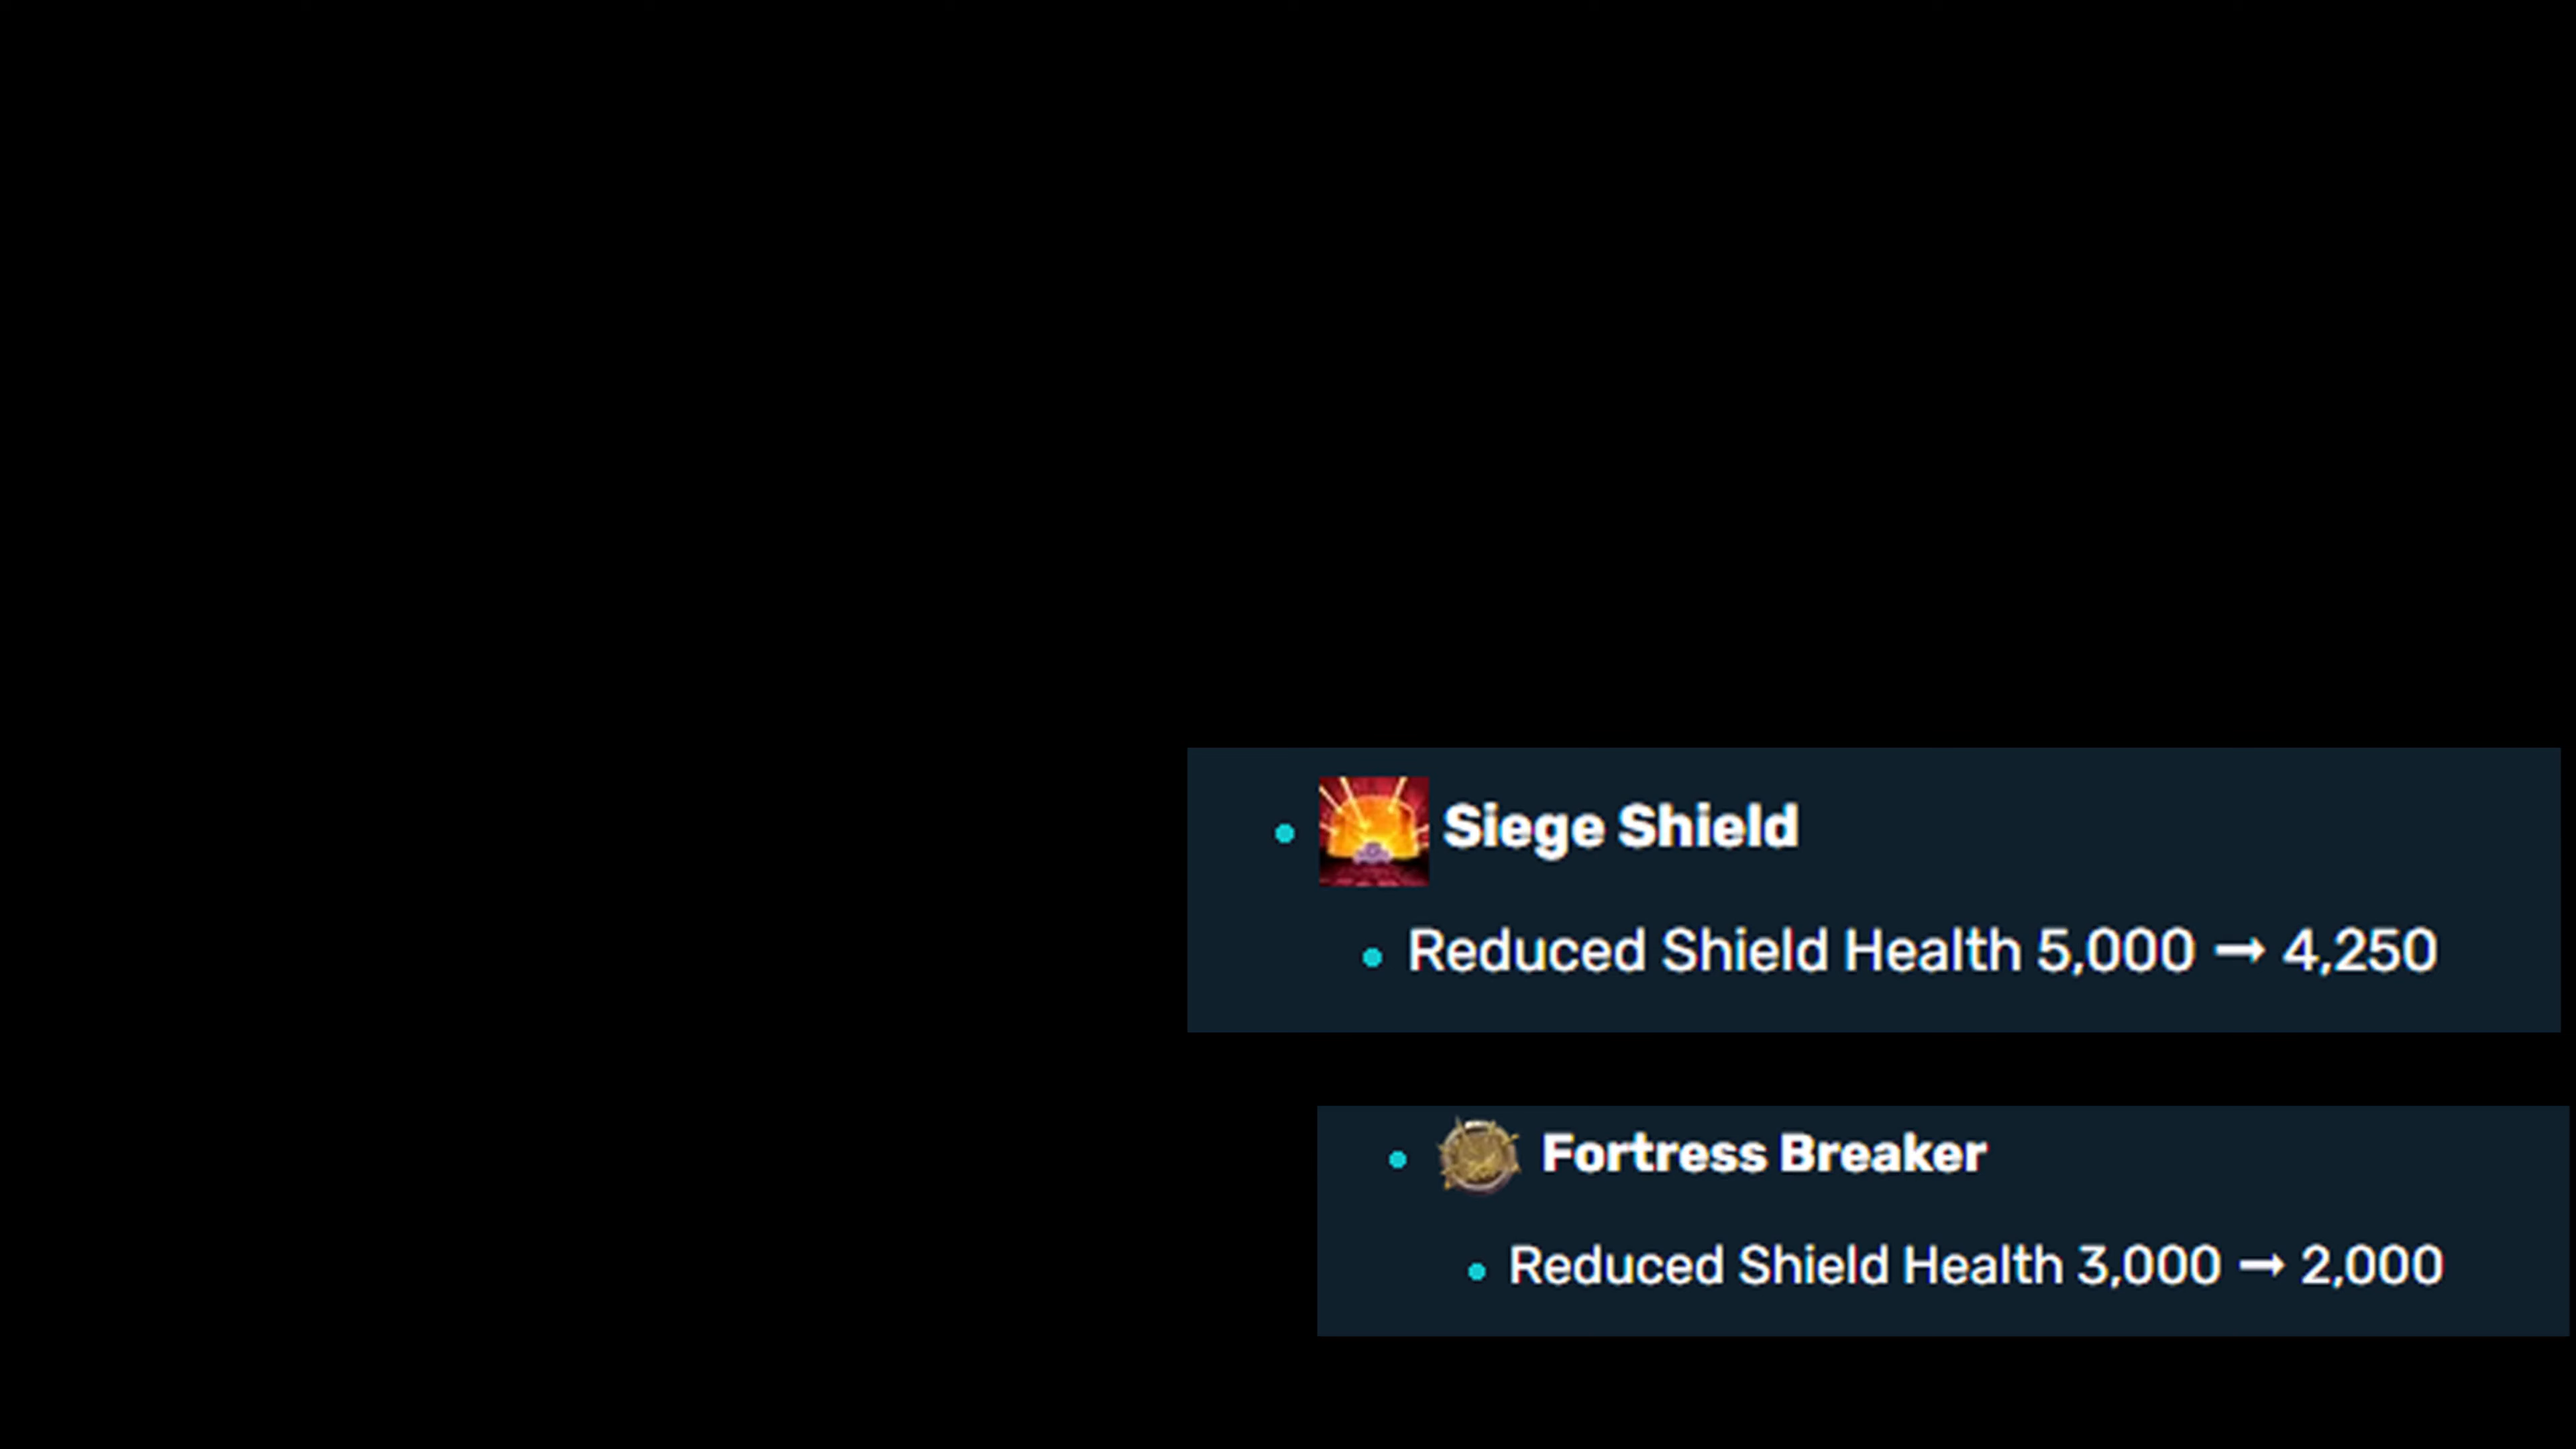 Siege Shield
Reduced Shield Health 5,000 → 4,250
Fortress Breaker
Reduced Shield Health 3,000 → 2,000